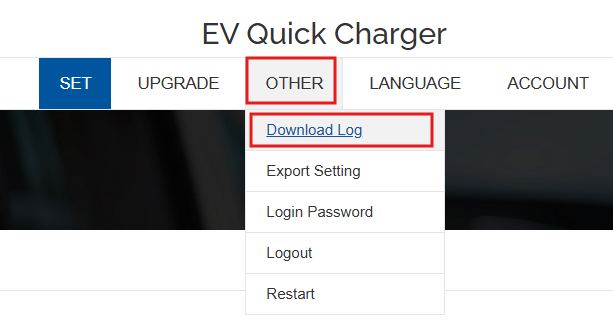 EV Quick Charger
SET UPGRADE OTHER LANGUAGE ACCOUNT
Download Log
Export Setting
Login Password
Logout
Restart